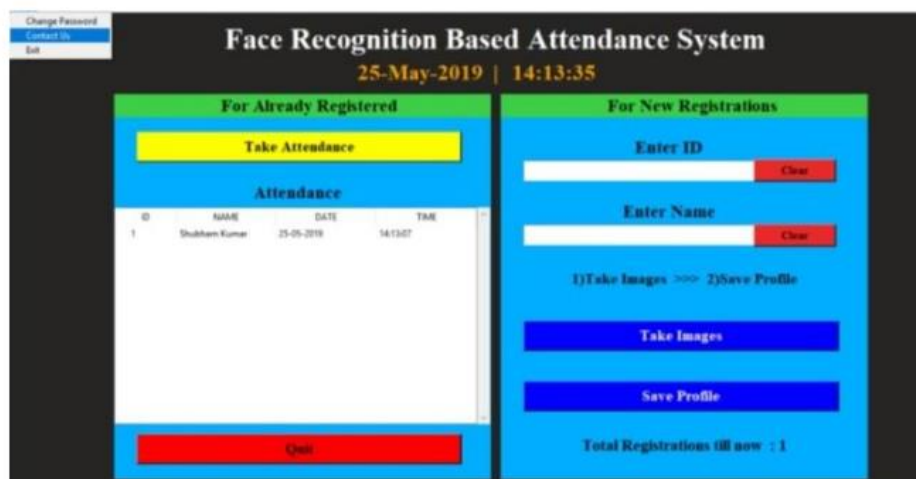 Change Password
Contact Us
Exit
Face Recognition Based Attendance System
25-May-2019 | 14:13:35
For Already Registered
Take Attendance
Attendance
ID NAME DATE TIME
1 Shubham Kumar 25-05-2019 14:13:07
Quit
For New Registrations
Enter ID
Clear
Enter Name
Clear
1)Take Images >>> 2)Save Profile
Take Images
Save Profile
Total Registrations till now : 1